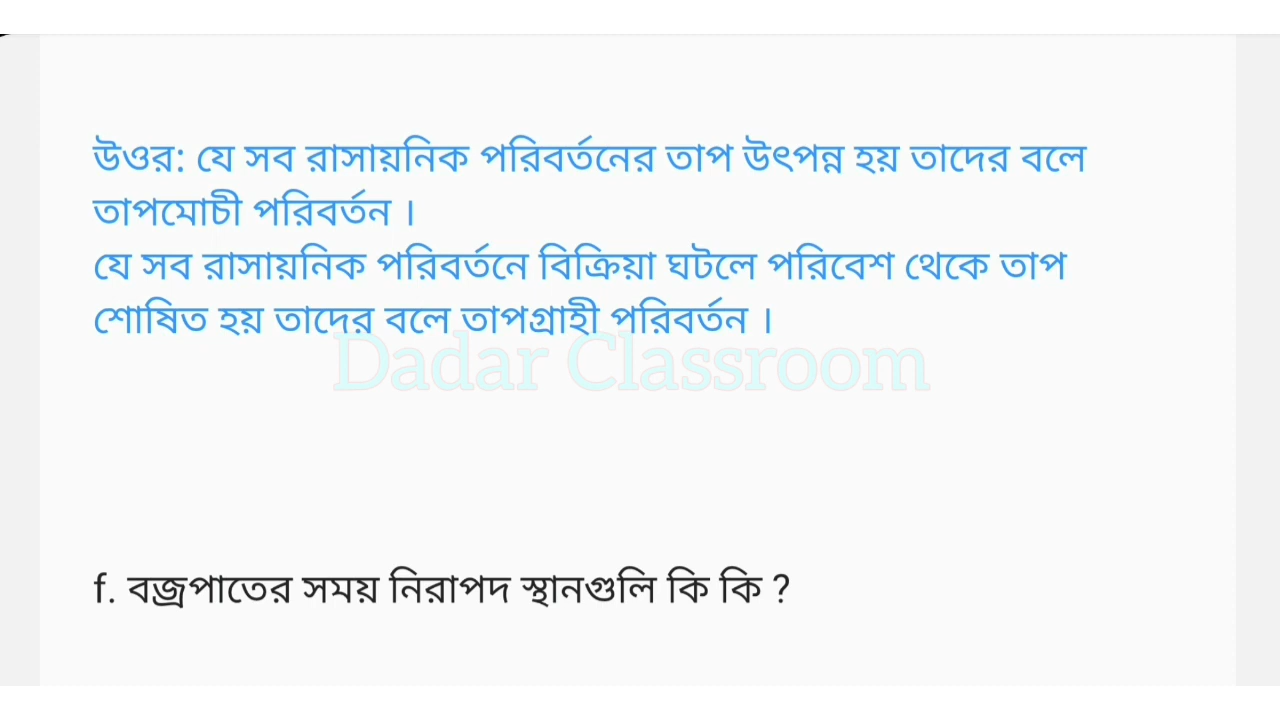 উওর: যে সব রাসায়নিক পরিবর্তনের তাপ উৎপন্ন হয় তাদের বলে
তাপমোচী পরিবর্তন ।
যে সব রাসায়নিক পরিবর্তনে বিক্রিয়া ঘটলে পরিবেশ থেকে তাপ
শোষিত হয় তাদের বলে তাপগ্রাহী পরিবর্তন ।
Dadar Classroom
f. বজ্রপাতের সময় নিরাপদ স্থানগুলি কি কি ?